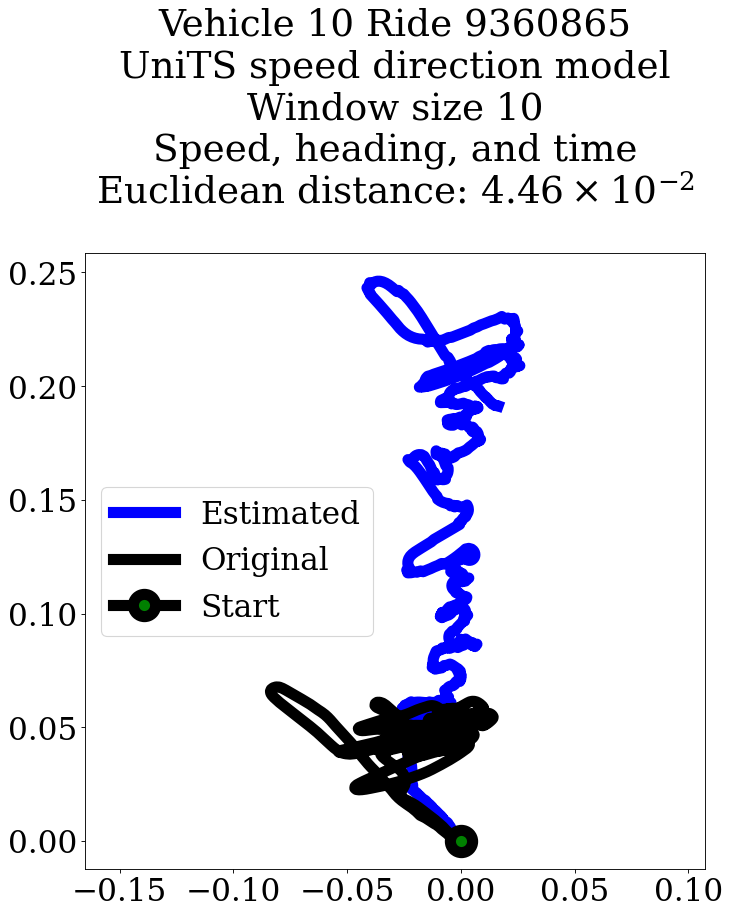 Vehicle 10 Ride 9360865
UniTS speed direction model
Window size 10
Speed, heading, and time
Euclidean distance: 4.46 × 10⁻²
0.25
0.20
0.15
0.10
0.05
0.00
Estimated
Original
Start
−0.15 −0.10 −0.05 0.00 0.05 0.10